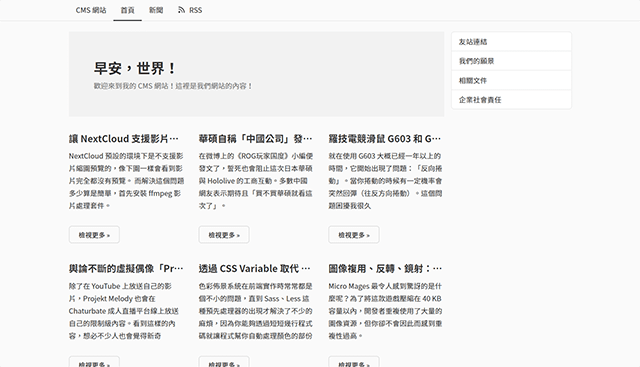 CMS 網站 首頁 新聞 RSS
早安，世界！
歡迎來到我的 CMS 網站！這裡是我們網站的內容！
友站連結
我們的願景
相關文件
企業社會責任
讓 NextCloud 支援影片…
NextCloud 預設的環境下是不支援影
片縮圖預覽的，像下圖一樣會看到影
片完全都沒有預覽。 而解決這個問題
多少算是簡單，首先安裝 ffmpeg 影
片處理套件。
檢視更多 »
華碩自稱「中國公司」發…
在微博上的《ROG玩家国度》小編便
發文了，誓死也會阻止這次日本華碩
與 Hololive 的工商互動。多數中國
網友表示期待且「買不買華碩就看這
次了」。
檢視更多 »
羅技電競滑鼠 G603 和 G…
就在使用 G603 大概已經一年以上的
時間，它開始出現了問題：「反向捲
動」。當你捲動的時候有一定機率會
突然回彈（往反方向捲動）。這個問
題困擾我很久
檢視更多 »
輿論不斷的虛擬偶像「Pr…
除了在 YouTube 上放送自己的影
片，Projekt Melody 也會在
Chaturbate 成人直播平台線上放送
自己的限制級內容。看到這樣的內
容，想必不少人也會覺得新奇
檢視更多 »
透過 CSS Variable 取代 …
色彩佈景系統在前端實作時常常都是
個不小的問題，直到 Sass、Less 這
種預先處理器的出現才解決了不少的
麻煩，因為你能夠透過短短幾行程式
碼就讓程式幫你自動處理顏色的部份
檢視更多 »
圖像複用、反轉、鏡射：…
Micro Mages 最令人感到驚訝的是什
麼呢？為了將這款遊戲壓縮在 40 KB
容量以內，開發者重複使用了大量的
圖像資源，但你卻不會因此而感到重
複性過高。
檢視更多 »